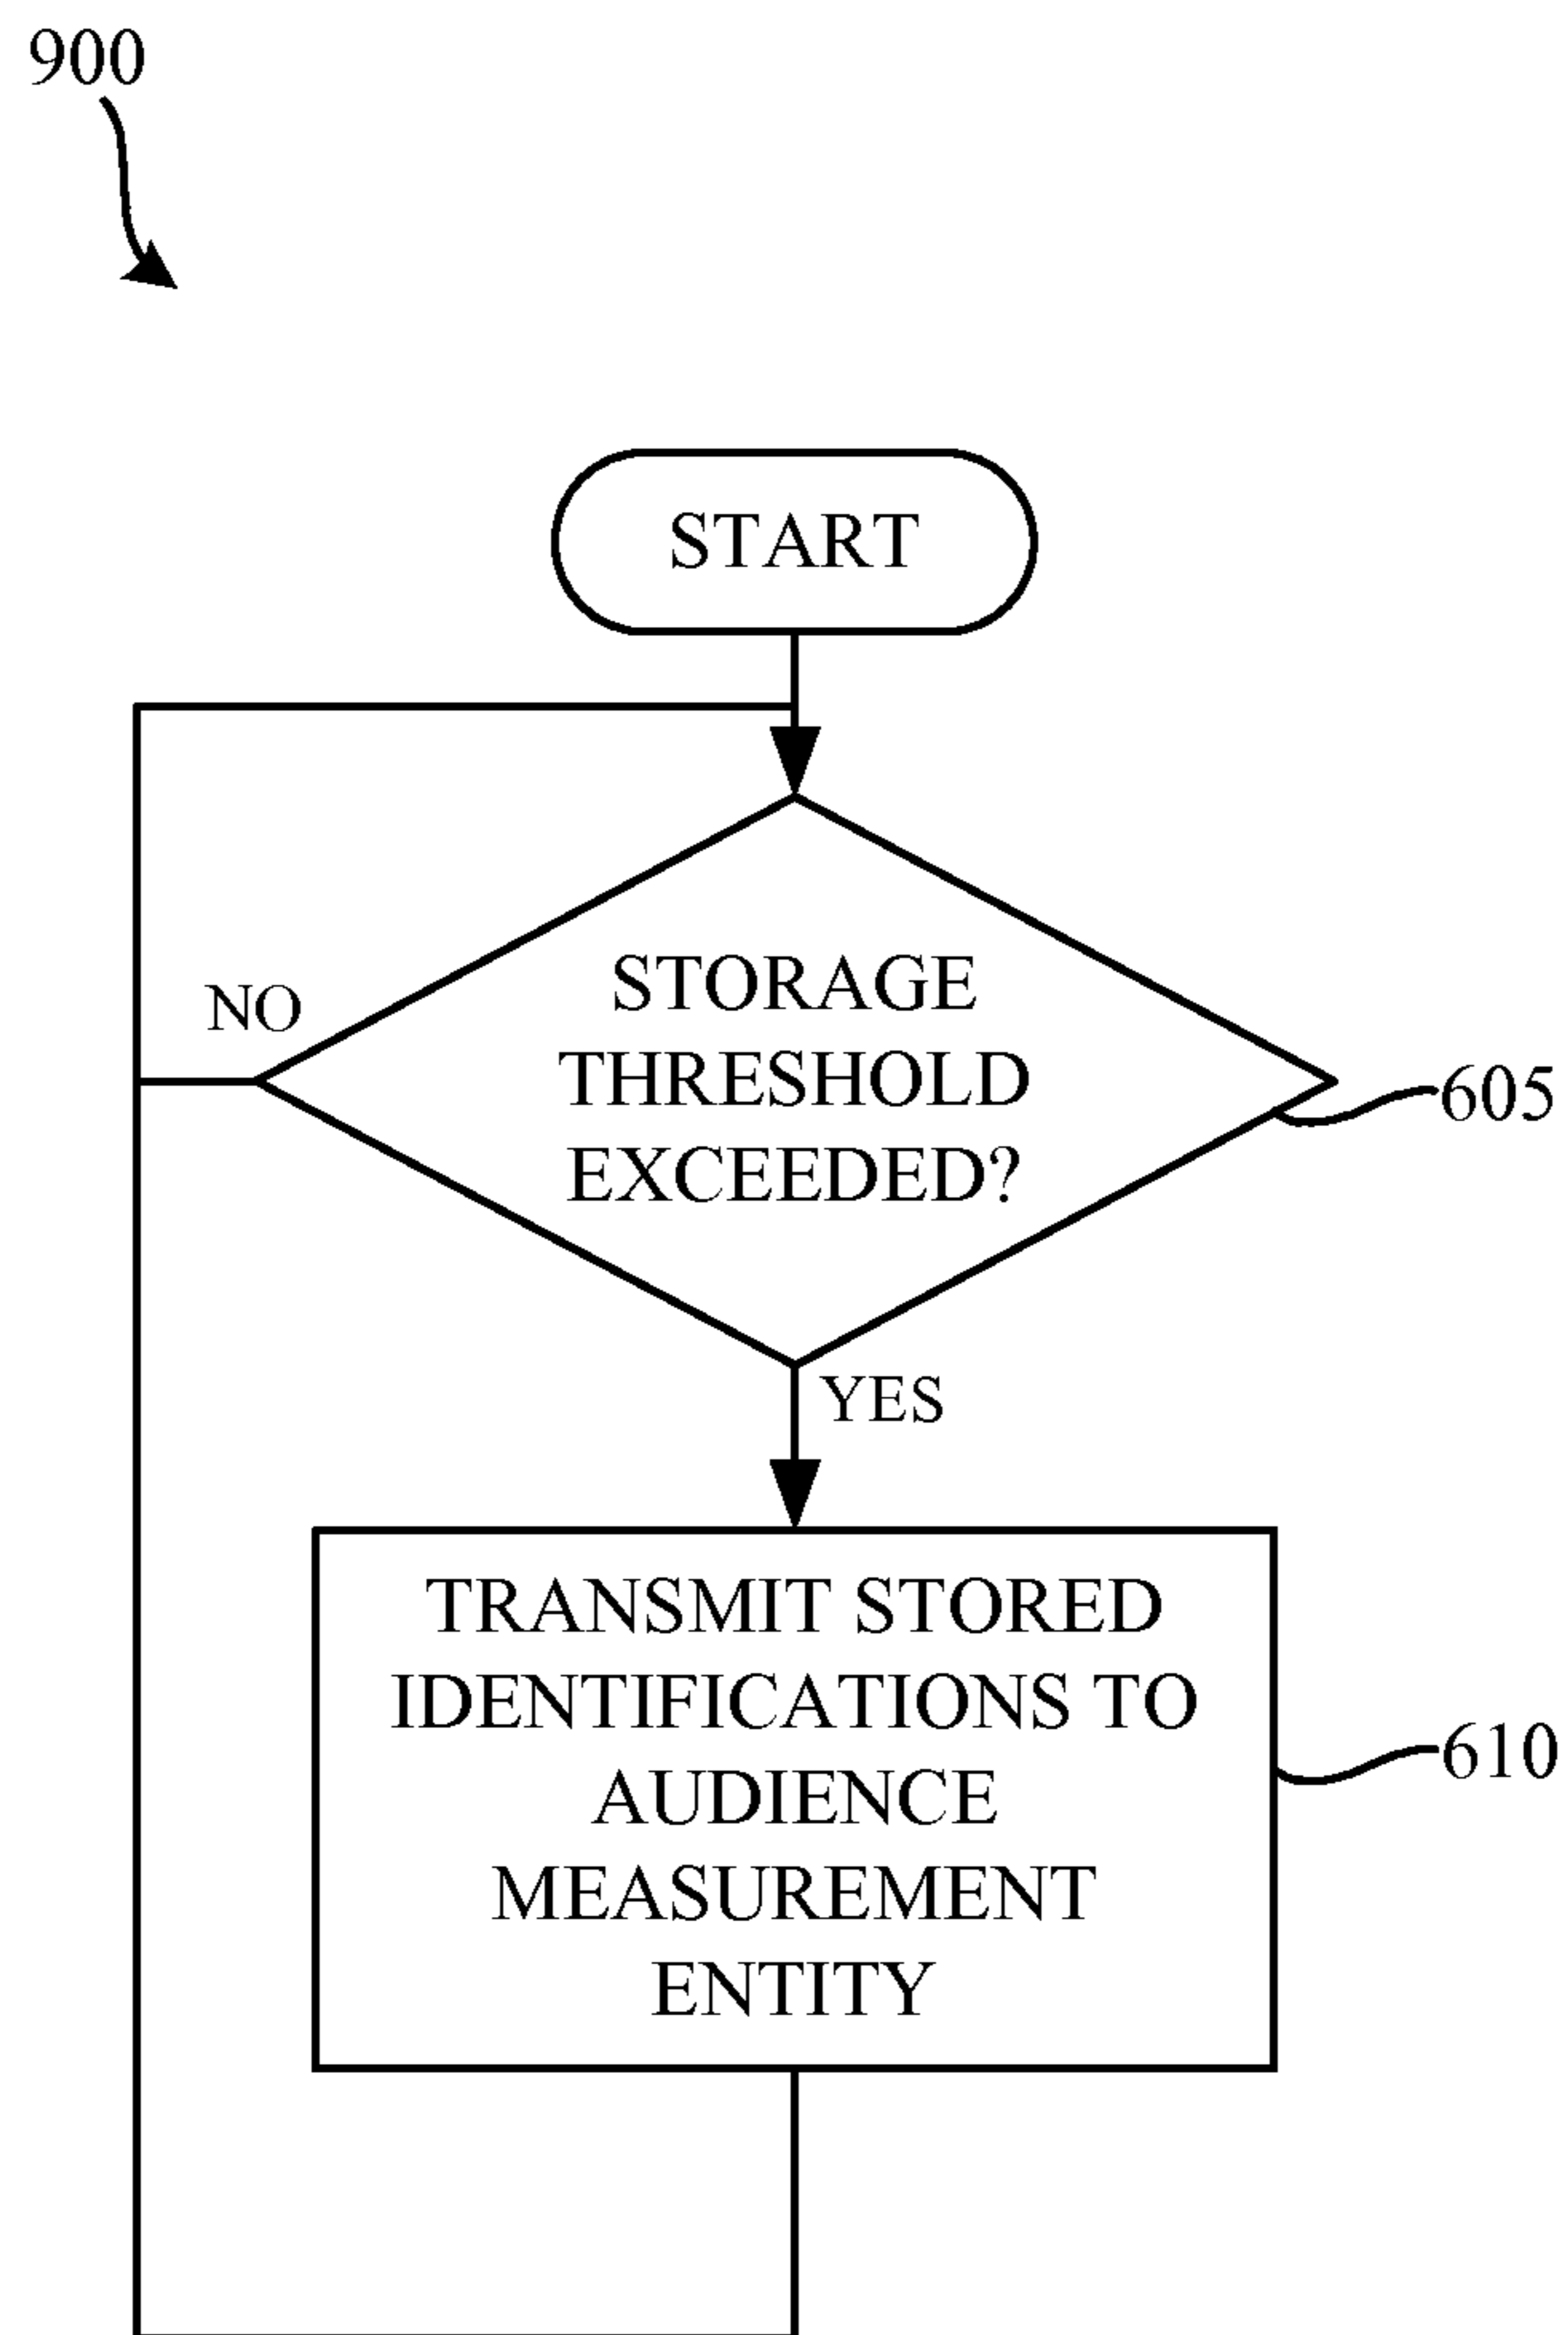 900
START
STORAGE
THRESHOLD
EXCEEDED?
NO
605
YES
TRANSMIT STORED
IDENTIFICATIONS TO
AUDIENCE
MEASUREMENT
ENTITY
610